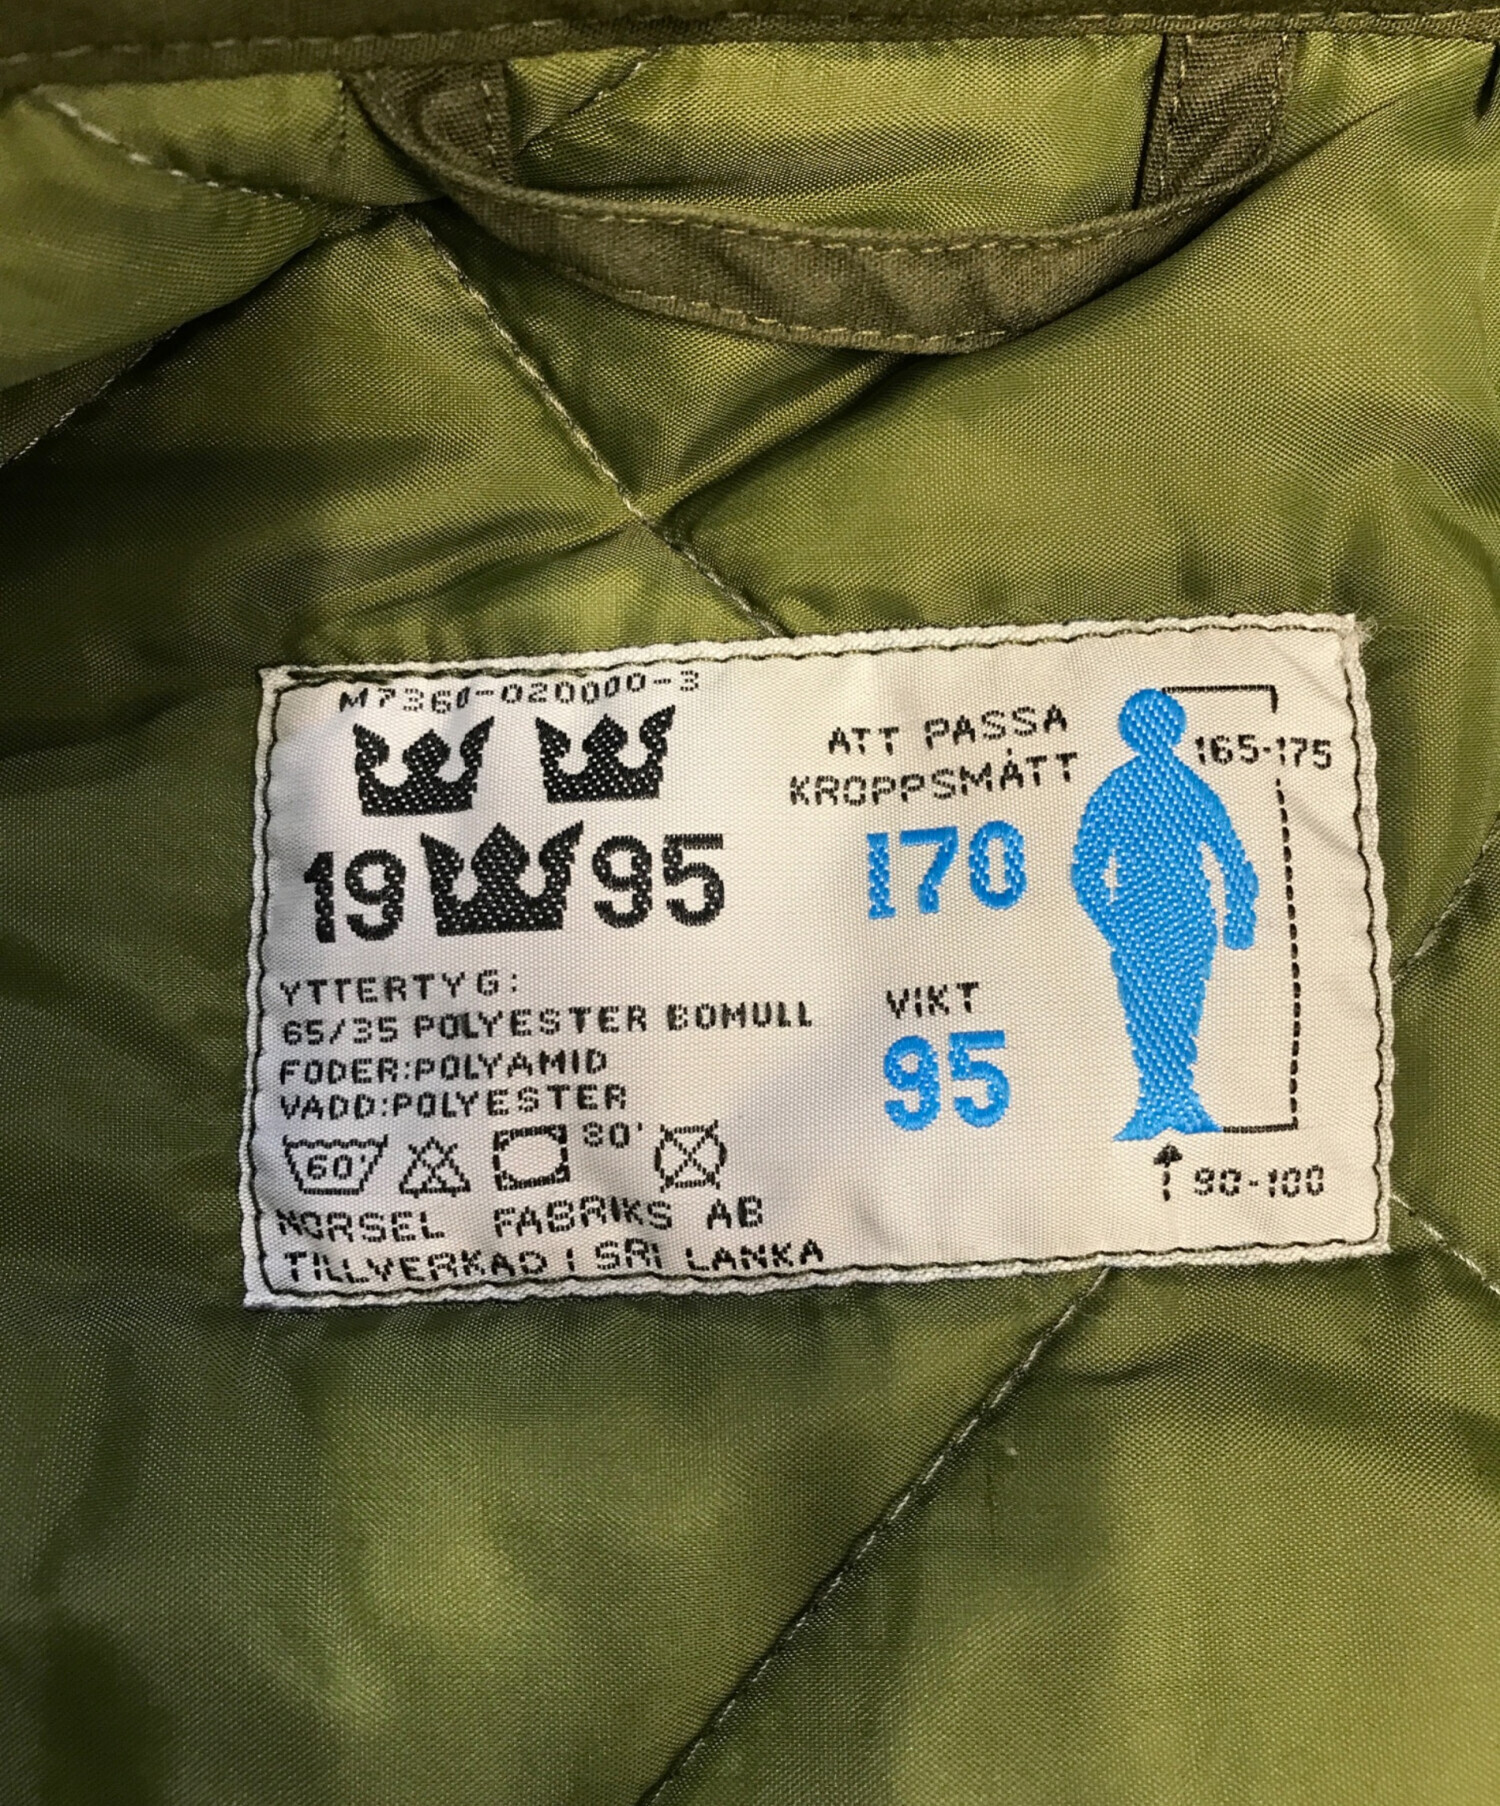 M7360-020000-3
19 95
YTTERTYG:
65/35 POLYESTER BOMULL
FODER:POLYAMID
VADD:POLYESTER
60° 80°
NORSEL FABRIKS AB
TILLVERKAD I SRI LANKA
ATT PASSA
KROPPSMÅTT
170
VIKT
95
165-175
90-100